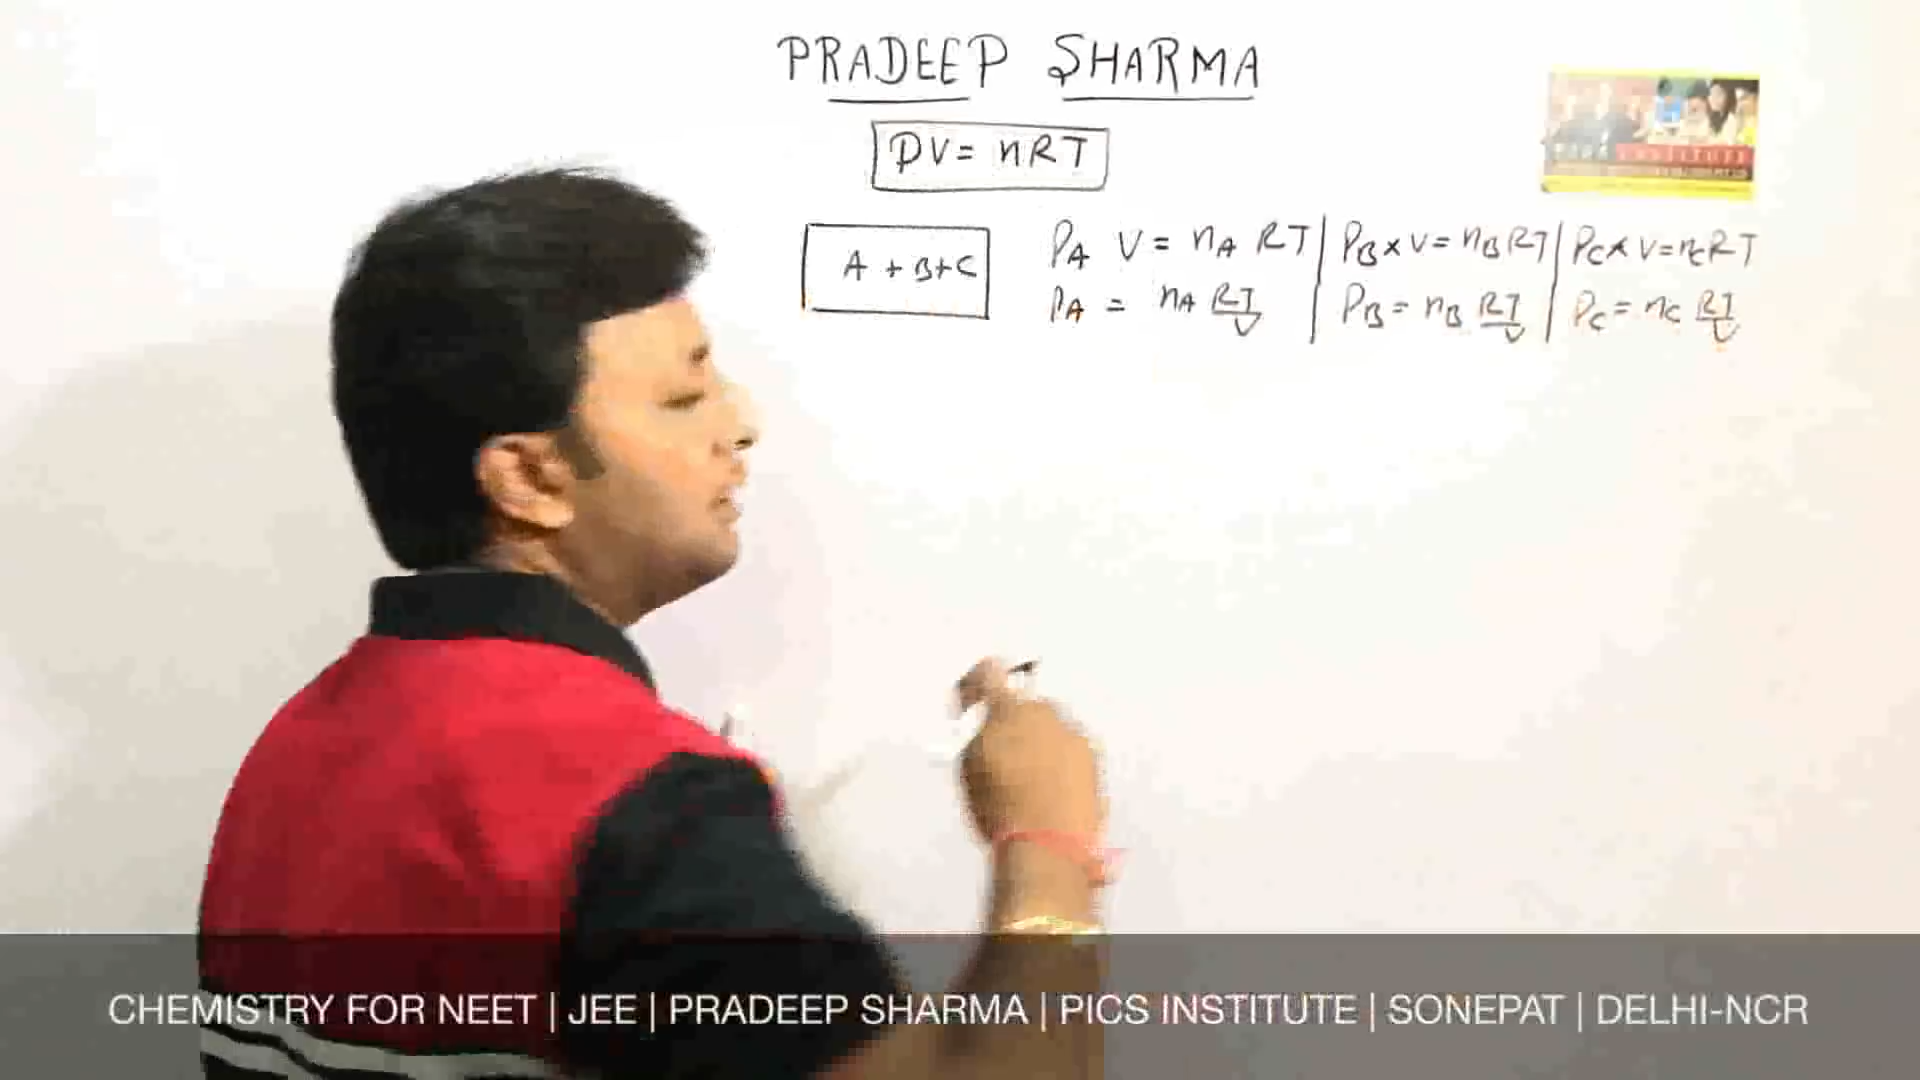 PRADEEP SHARMA
PV = nRT
A + B+C
PA V = nA RT | PB x V = nB RT | PC x V = nC RT
PA = nA RT/V | PB = nB RT/V | PC = nC RT/V
INSTITUTE
CHEMISTRY FOR NEET | JEE | PRADEEP SHARMA | PICS INSTITUTE | SONEPAT | DELHI-NCR